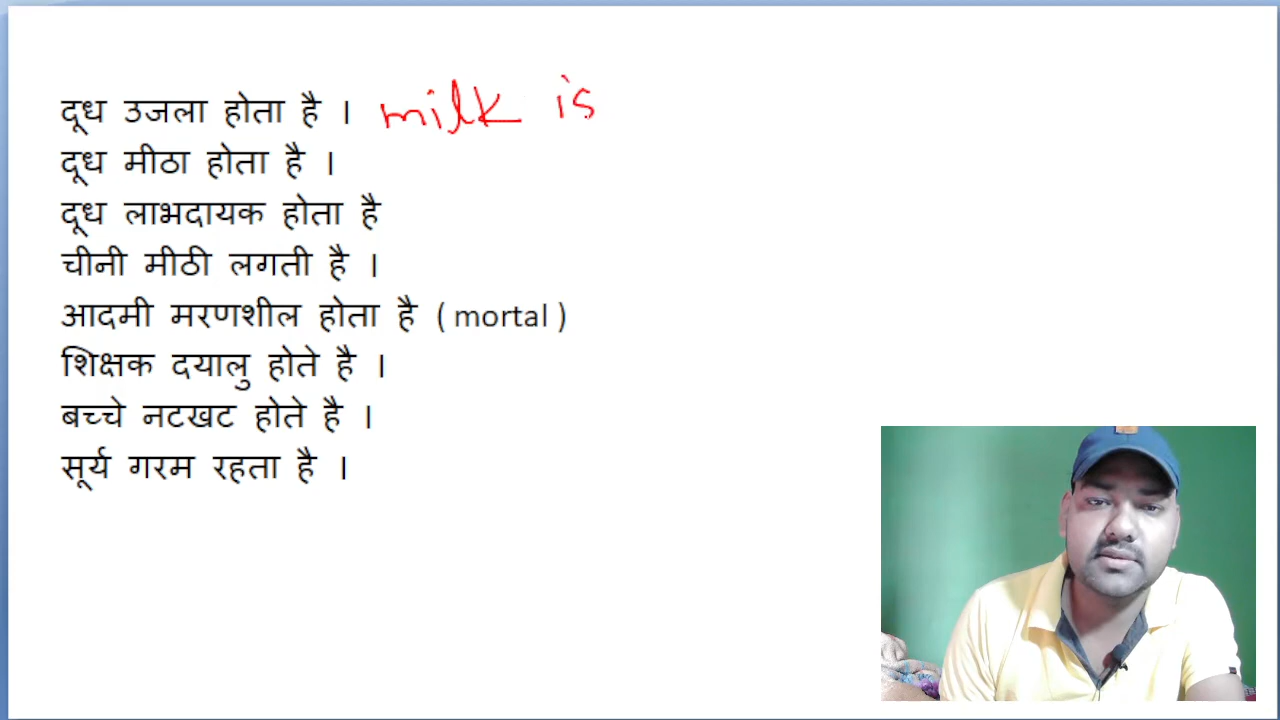 दूध उजला होता है । milk is
दूध मीठा होता है ।
दूध लाभदायक होता है
चीनी मीठी लगती है ।
आदमी मरणशील होता है ( mortal )
शिक्षक दयालु होते है ।
बच्चे नटखट होते है ।
सूर्य गरम रहता है ।